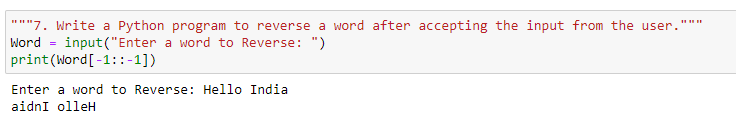 """7. Write a Python program to reverse a word after accepting the input from the user."""
Word = input("Enter a word to Reverse: ")
print(Word[-1::-1])
Enter a word to Reverse: Hello India
aidnI olleH